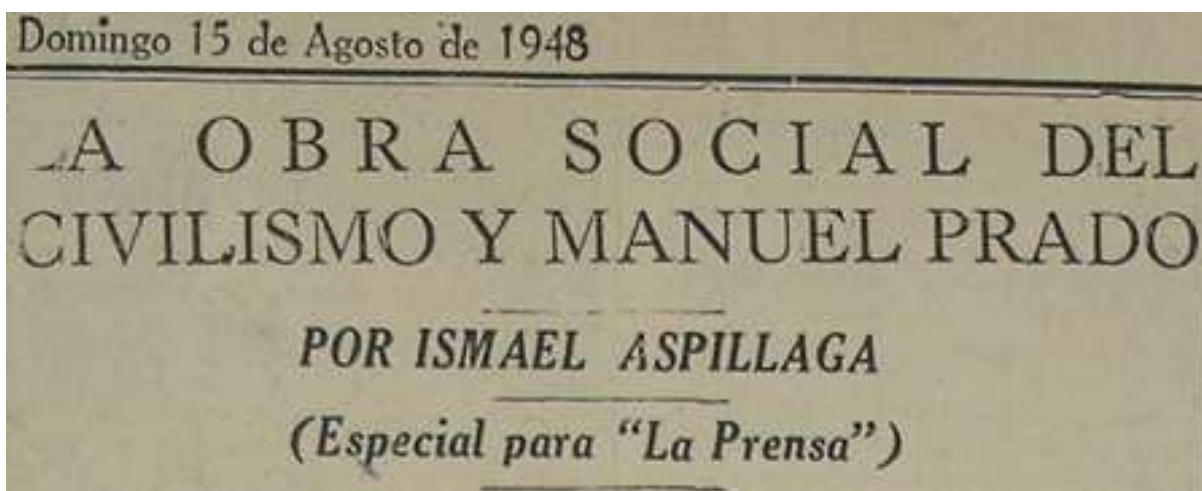 Domingo 15 de Agosto de 1948
LA OBRA SOCIAL DEL
CIVILISMO Y MANUEL PRADO
POR ISMAEL ASPILLAGA
(Especial para “La Prensa”)